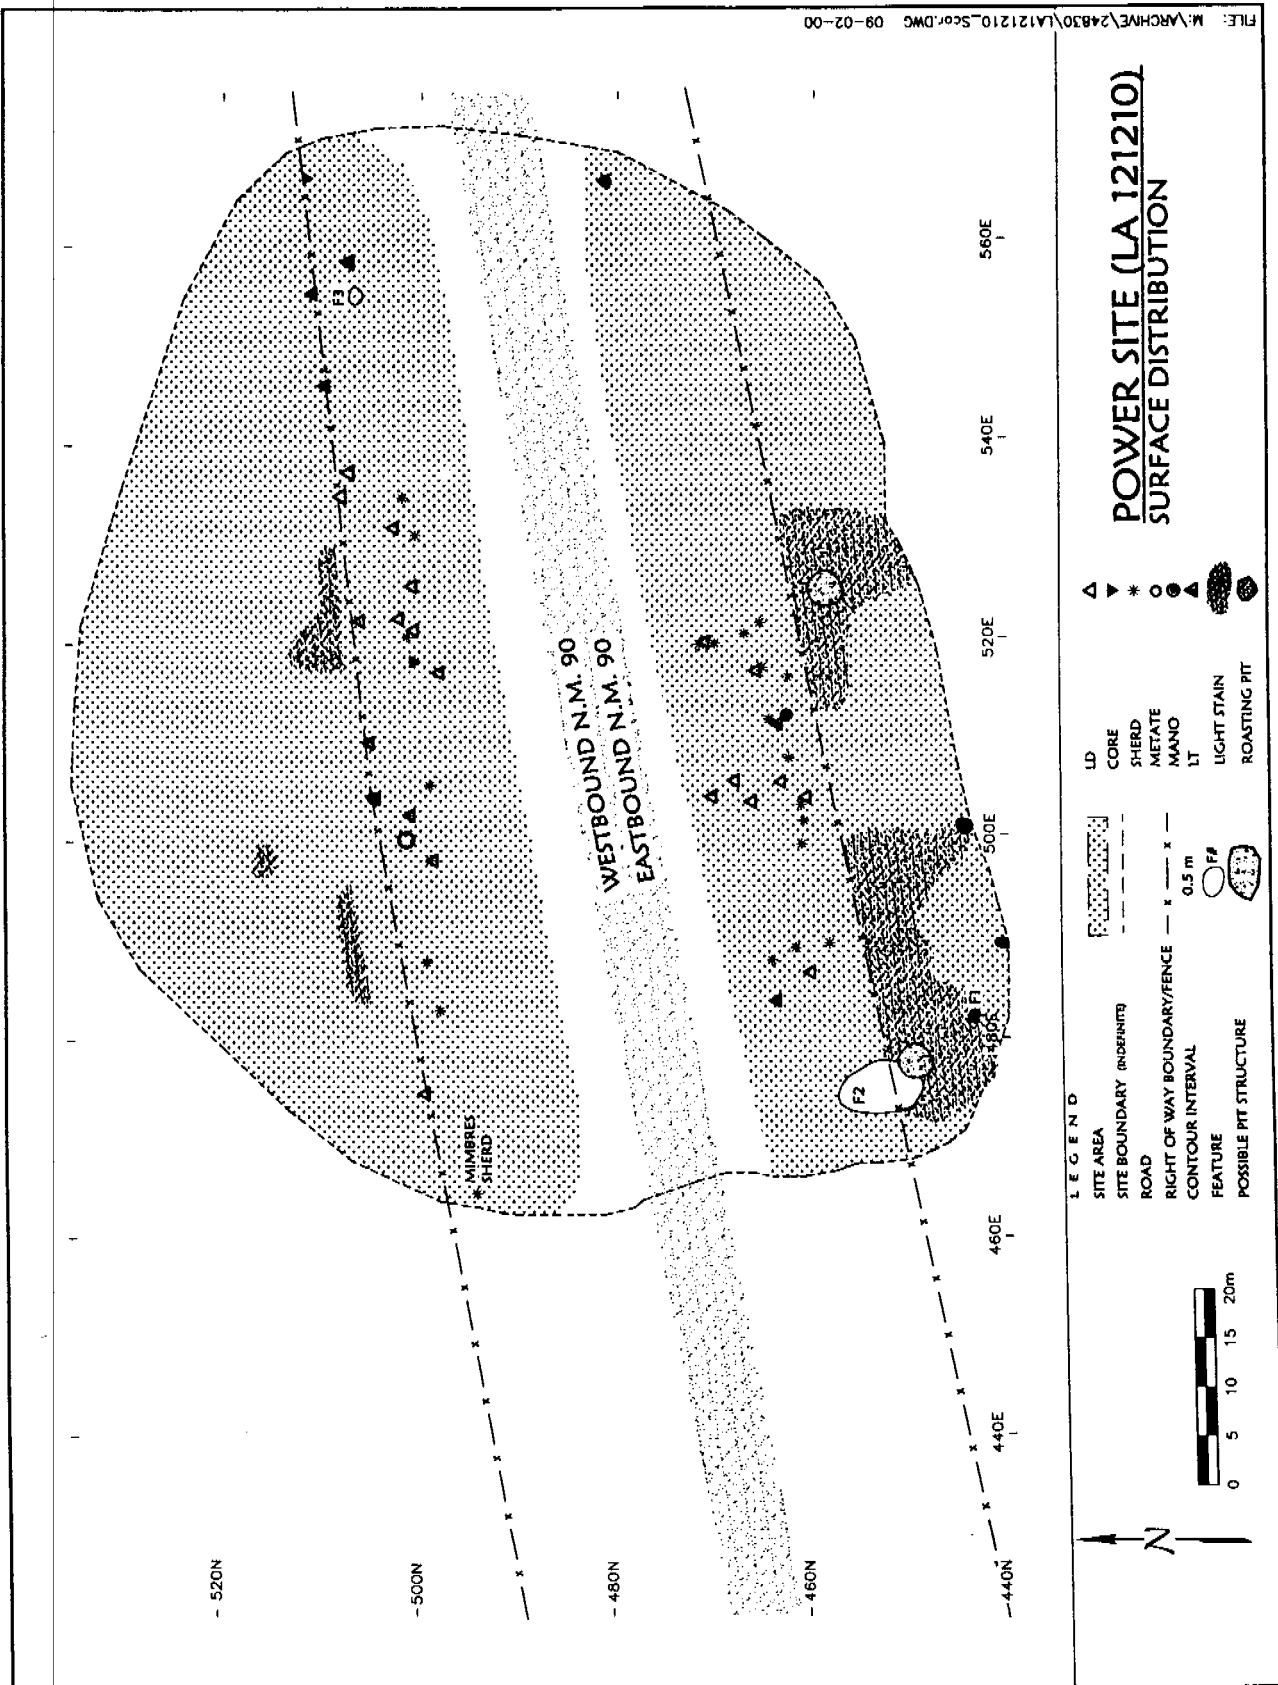 FILE: M:\ARCHIVE\24830\LA121210_Scor.DWG 09-02-00
520N
500N
480N
460N
440N
440E
460E
480E
500E
520E
540E
560E
MIMBRES
SHERD
F3
F2
F1
WESTBOUND N.M. 90
EASTBOUND N.M. 90
N
0 5 10 15 20m
LEGEND
SITE AREA
SITE BOUNDARY (INDEFINITE)
ROAD
RIGHT OF WAY BOUNDARY/FENCE
CONTOUR INTERVAL 0.5 m
FEATURE F#
POSSIBLE PIT STRUCTURE
LD
CORE
SHERD
METATE
MANO
LT
LIGHT STAIN
ROASTING PIT
POWER SITE (LA 121210)
SURFACE DISTRIBUTION